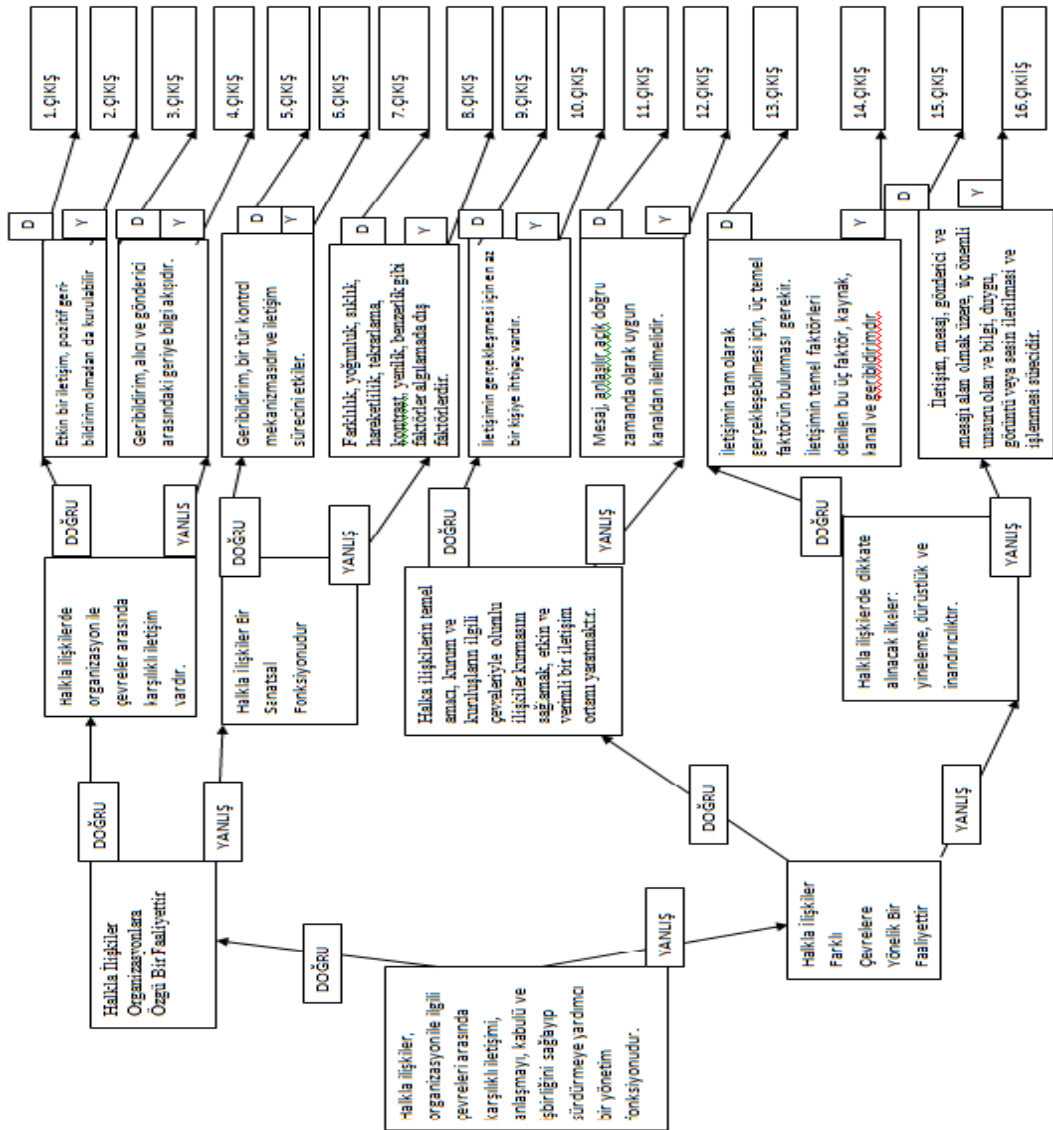 Halkla ilişkiler,
organizasyon ile ilgili
çevreleri arasında
karşılıklı iletişimi,
anlaşmayı, kabulü ve
işbirliğini sağlayıp
sürdürmeye yardımcı
bir yönetim
fonksiyonudur.
DOĞRU
YANLIŞ
Halkla İlişkiler
Organizasyonlara
Özgü Bir Faaliyettir
DOĞRU
YANLIŞ
Halkla ilişkiler
Farklı
Çevrelere
Yönelik Bir
Faaliyettir
DOĞRU
YANLIŞ
Halkla ilişkilerde
organizasyon ile
çevreler arasında
karşılıklı iletişim
vardır.
DOĞRU
YANLIŞ
Halkla ilişkiler Bir
Sanatsal
Fonksiyonudur
DOĞRU
YANLIŞ
Halkla ilişkilerin temel
amacı, kurum ve
kuruluşların ilgili
çevreleriyle olumlu
ilişkiler kurmasını
sağlamak, etkin ve
verimli bir iletişim
ortamı yaratmaktır.
DOĞRU
YANLIŞ
Halkla ilişkilerde dikkate
alınacak ilkeler:
yineleme, dürüstlük ve
inandırıcılıktır.
DOĞRU
YANLIŞ
Etkin bir iletişim, pozitif geri-
bildirim olmadan da kurulabilir
D
Y
Geribildirim, alıcı ve gönderici
arasındaki geriye bilgi akışıdır.
D
Y
Geribildirim, bir tür kontrol
mekanizmasıdır ve iletişim
sürecini etkiler.
D
Y
Farklılık, yoğunluk, sıklık,
hareketlilik, tekrarlama,
kontrast, yenilik, benzerlik gibi
faktörler algılamada dış
faktörlerdir.
D
Y
İletişimin gerçekleşmesi için en az
bir kişiye ihtiyaç vardır.
D
Y
Mesaj, anlaşılır, açık doğru
zamanda olarak uygun
kanaldan iletilmelidir.
D
Y
İletişimin tam olarak
gerçekleşebilmesi için, üç temel
faktörün bulunması gerekir.
İletişimin temel faktörleri
denilen bu üç faktör, kaynak,
kanal ve geribildirimdir
D
Y
İletişim, mesaj, gönderici ve
mesajı alan olmak üzere, üç önemli
unsuru olan ve bilgi, duygu,
görüntü veya sesin iletilmesi ve
işlenmesi sürecidir.
D
Y
1.ÇIKIŞ
2.ÇIKIŞ
3.ÇIKIŞ
4.ÇIKIŞ
5.ÇIKIŞ
6.ÇIKIŞ
7.ÇIKIŞ
8.ÇIKIŞ
9.ÇIKIŞ
10.ÇIKIŞ
11.ÇIKIŞ
12.ÇIKIŞ
13.ÇIKIŞ
14.ÇIKIŞ
15.ÇIKIŞ
16.ÇIKIİŞ